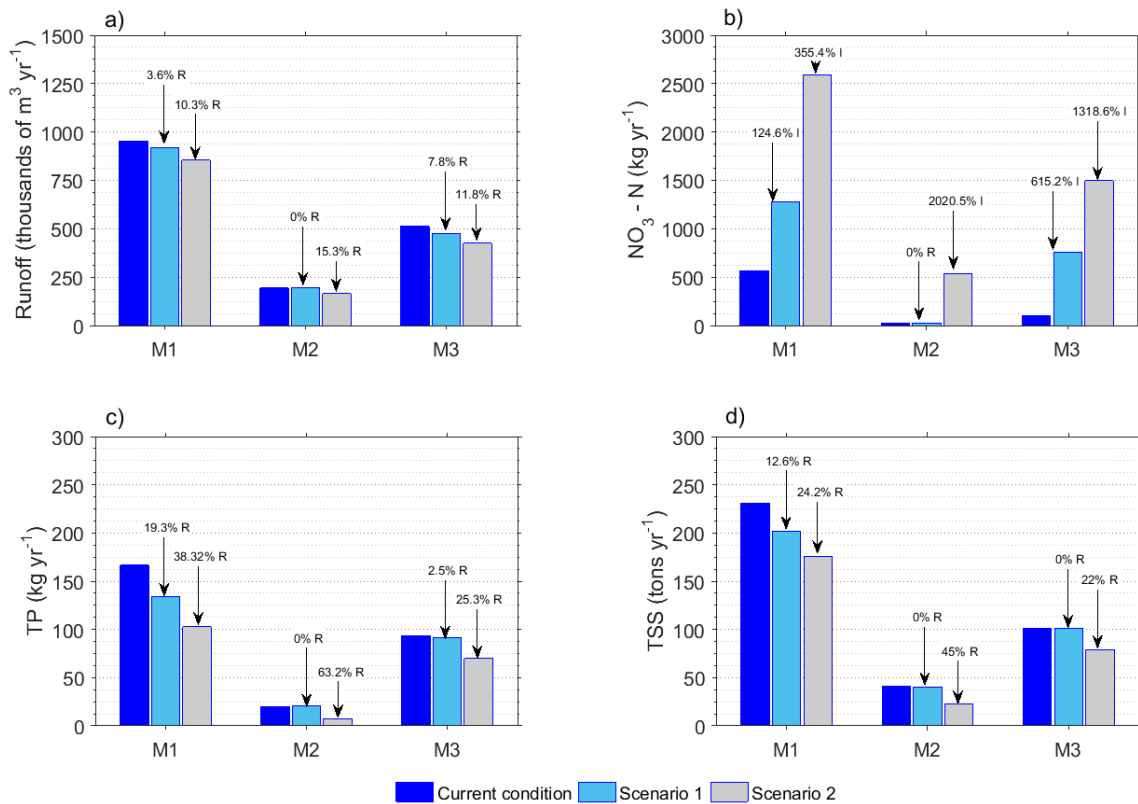 a)
Runoff (thousands of m³ yr⁻¹)
1500
1250
1000
750
500
250
0
3.6% R
10.3% R
0% R
15.3% R
7.8% R
11.8% R
M1 M2 M3
b)
NO₃ - N (kg yr⁻¹)
3000
2500
2000
1500
1000
500
0
124.6% I
355.4% I
0% R
2020.5% I
615.2% I
1318.6% I
M1 M2 M3
c)
TP (kg yr⁻¹)
300
250
200
150
100
50
0
19.3% R
38.32% R
0% R
63.2% R
2.5% R
25.3% R
M1 M2 M3
d)
TSS (tons yr⁻¹)
300
250
200
150
100
50
0
12.6% R
24.2% R
0% R
45% R
0% R
22% R
M1 M2 M3
Current condition Scenario 1 Scenario 2